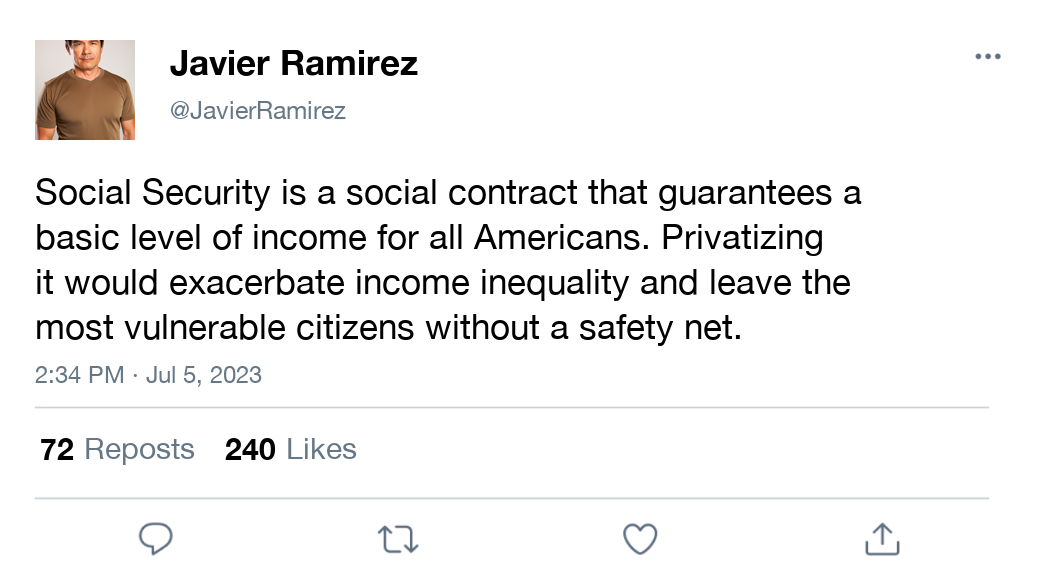 Javier Ramirez
@JavierRamirez
Social Security is a social contract that guarantees a
basic level of income for all Americans. Privatizing
it would exacerbate income inequality and leave the
most vulnerable citizens without a safety net.
2:34 PM · Jul 5, 2023
72 Reposts 240 Likes